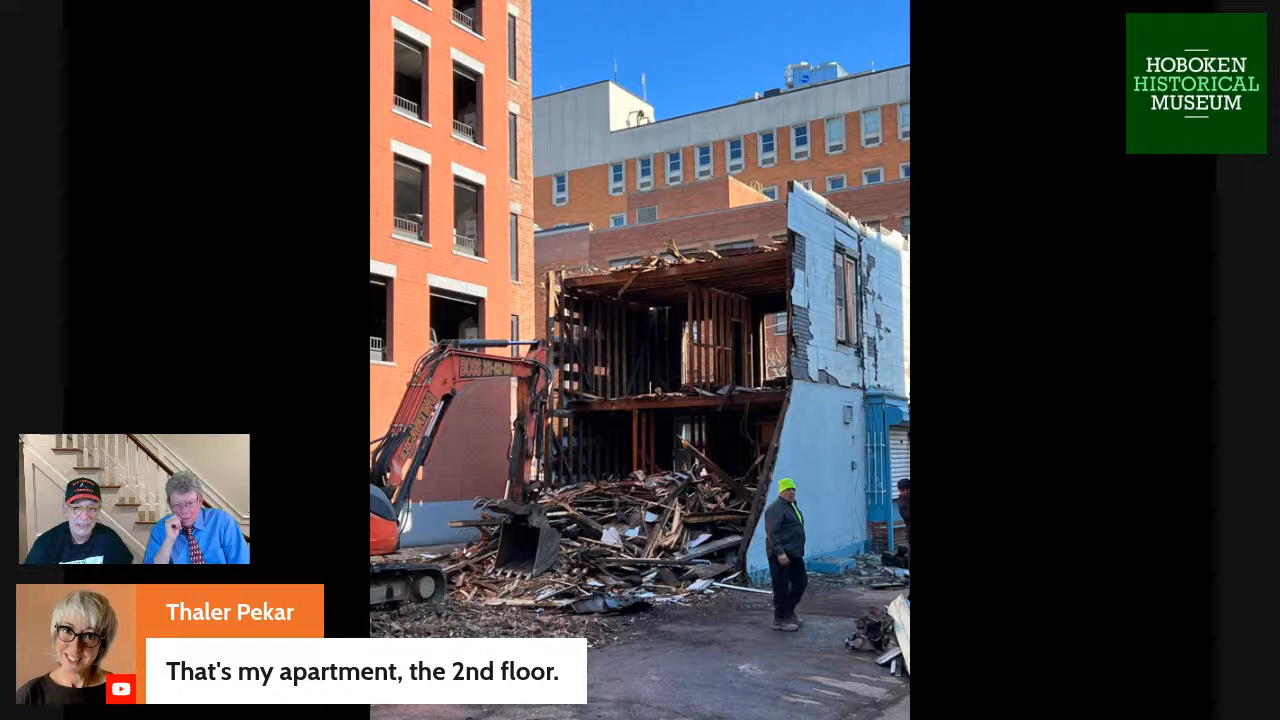 HOBOKEN
HISTORICAL
MUSEUM
Thaler Pekar
That's my apartment, the 2nd floor.